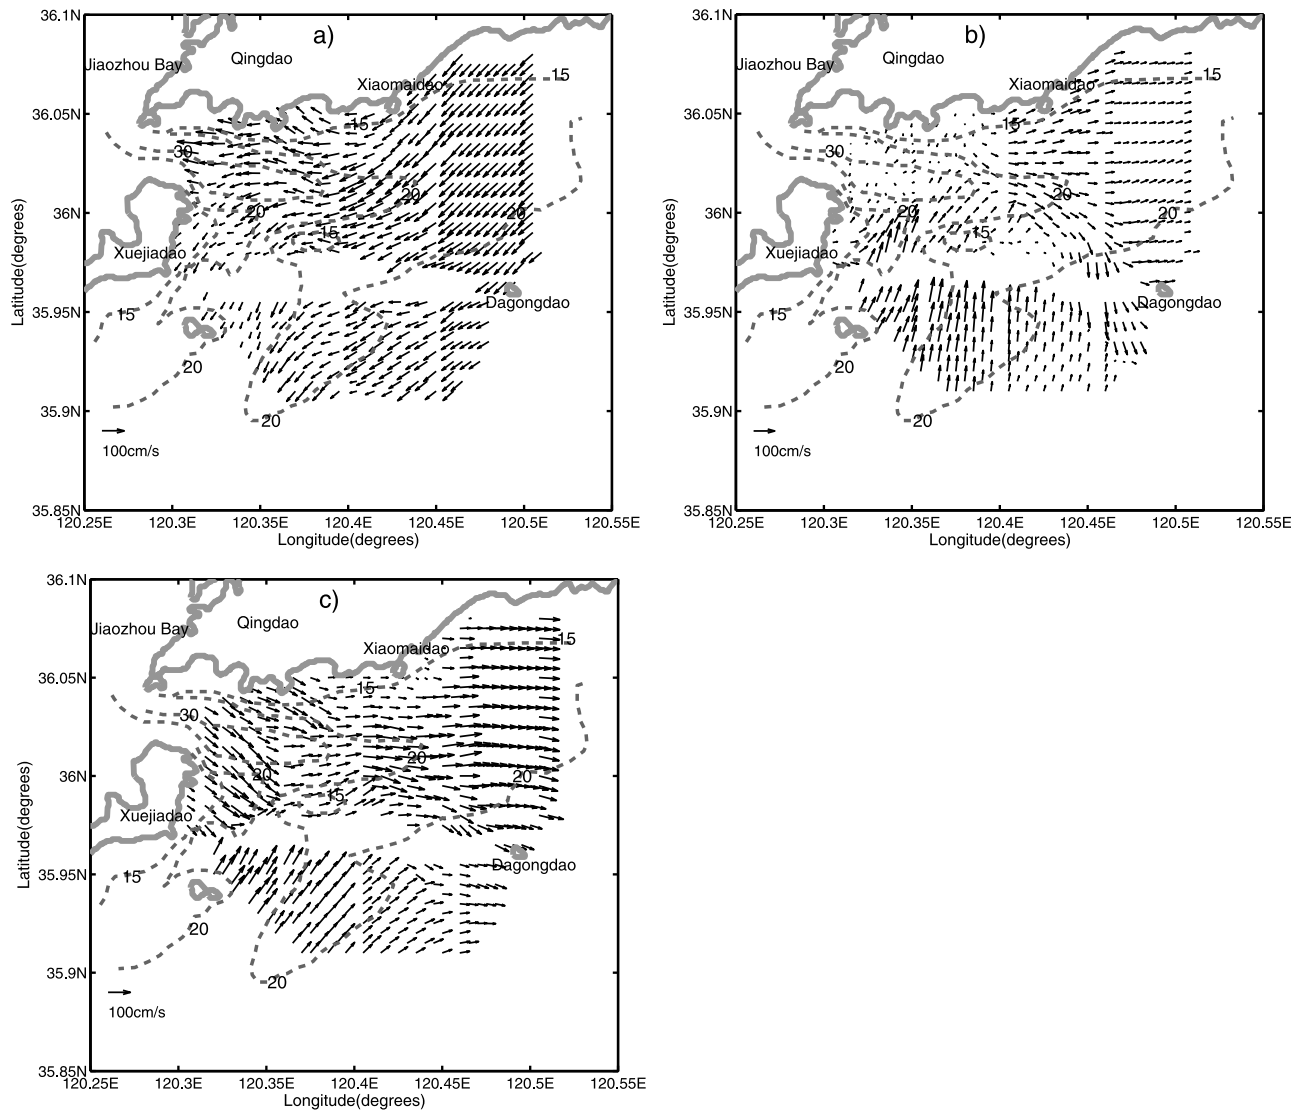 a)
36.1N
Jiaozhou Bay
Qingdao
Xiaomaidao
15
36.05N
15
30
20
36N
20
20
15
Xuejiadao
Dagongdao
35.95N
15
20
35.9N
20
100cm/s
35.85N
120.25E
120.3E
120.35E
120.4E
120.45E
120.5E
120.55E
Longitude(degrees)
Latitude(degrees)
b)
36.1N
Jiaozhou Bay
Qingdao
Xiaomaidao
15
36.05N
15
30
20
36N
20
20
15
Xuejiadao
Dagongdao
35.95N
15
20
35.9N
20
100cm/s
35.85N
120.25E
120.3E
120.35E
120.4E
120.45E
120.5E
120.55E
Longitude(degrees)
Latitude(degrees)
c)
36.1N
Jiaozhou Bay
Qingdao
Xiaomaidao
15
36.05N
15
30
20
36N
20
20
15
Xuejiadao
Dagongdao
35.95N
15
20
35.9N
20
100cm/s
35.85N
120.25E
120.3E
120.35E
120.4E
120.45E
120.5E
120.55E
Longitude(degrees)
Latitude(degrees)